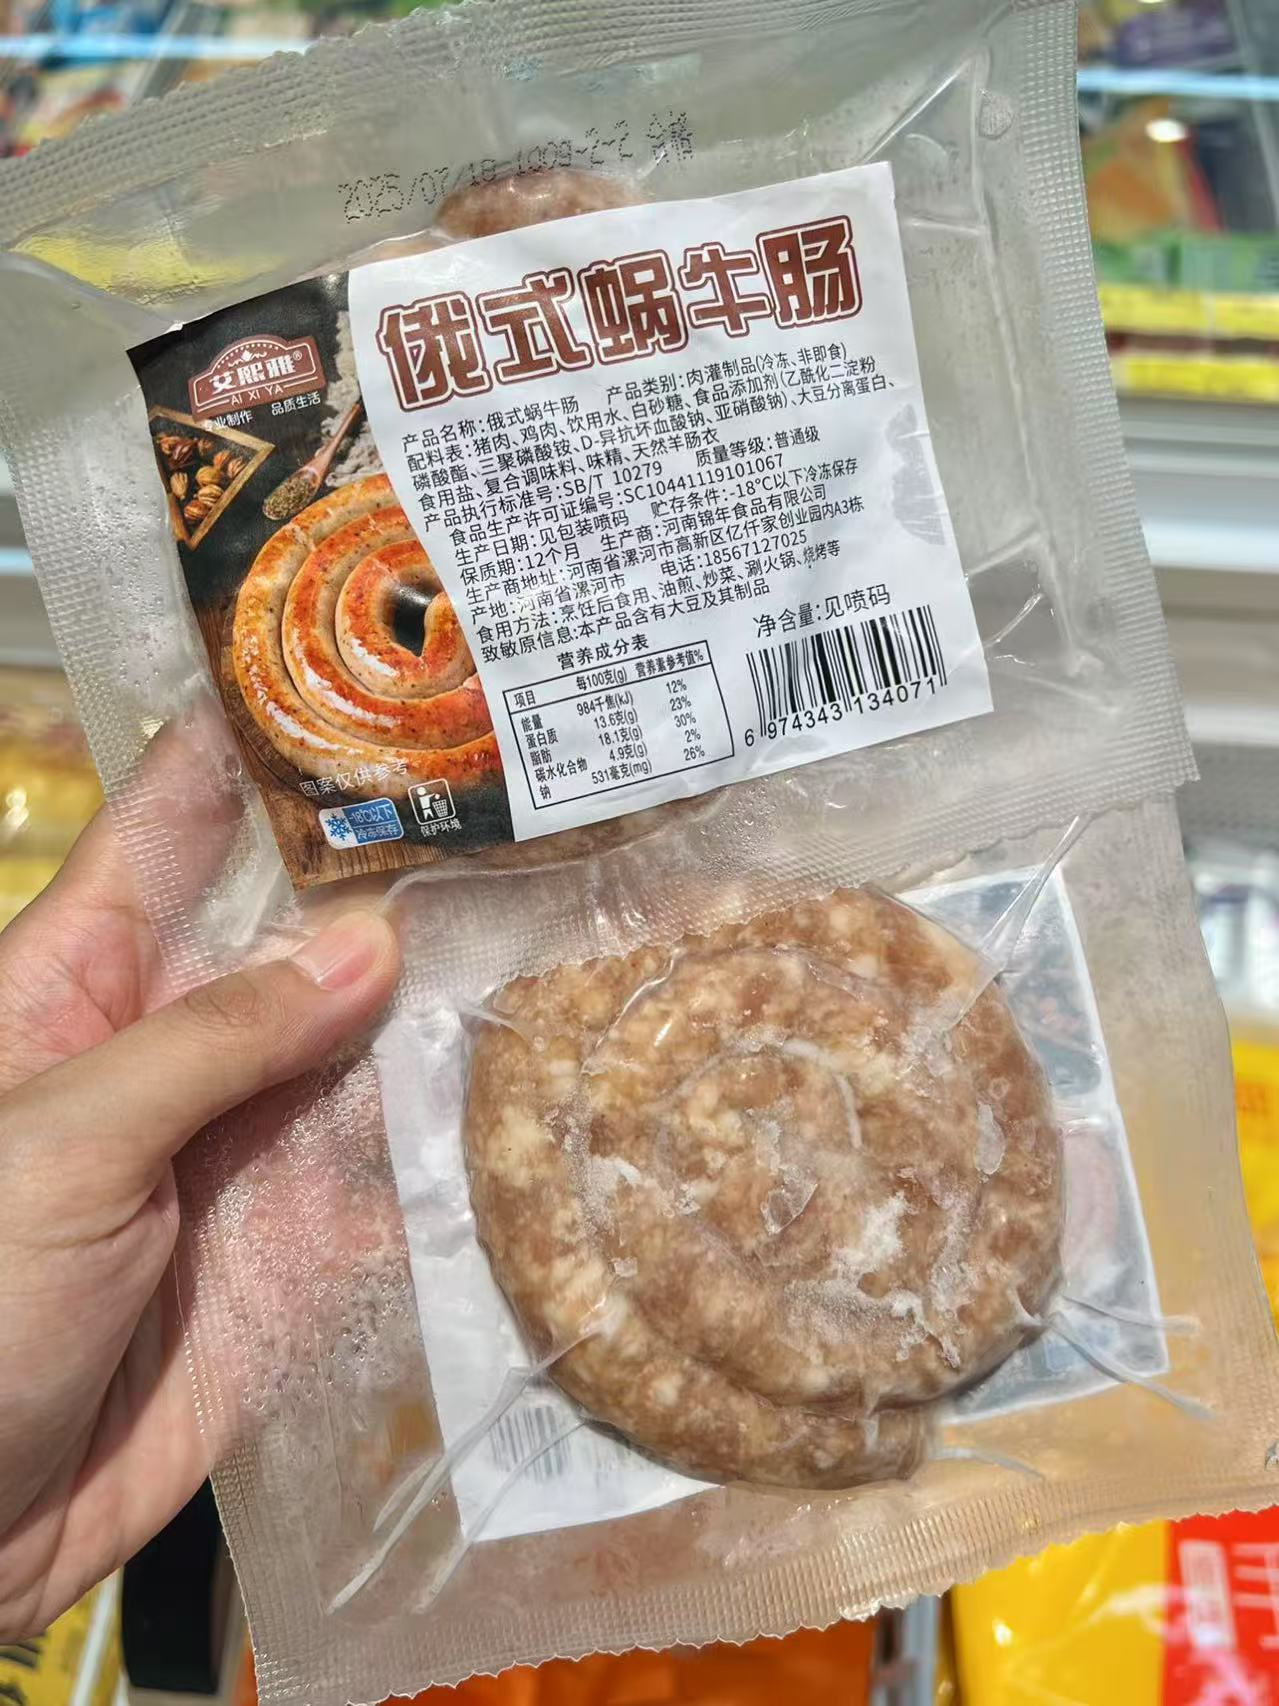 2025/07/18 100g-2-2 合格
俄式蜗牛肠
艾熙雅®
AI XI YA
专业制作 品质生活
产品名称:俄式蜗牛肠 产品类别:肉灌制品(冷冻、非即食)
配料表:猪肉、鸡肉、饮用水、白砂糖、食品添加剂(乙酰化二淀粉
磷酸酯、三聚磷酸铵、D-异抗坏血酸钠、亚硝酸钠)、大豆分离蛋白、
食用盐、复合调味料、味精、天然羊肠衣
产品执行标准号:SB/T 10279 质量等级:普通级
食品生产许可证编号:SC10441119101067
生产日期:见包装喷码 贮存条件:-18°C以下冷冻保存
保质期:12个月 生产商:河南锦年食品有限公司
生产商地址:河南省漯河市高新区亿仟家创业园内A3栋
产地:河南省漯河市 电话:18567127025
食用方法:烹饪后食用、油煎、炒菜、涮火锅、烧烤等
致敏原信息:本产品含有大豆及其制品
营养成分表
项目 每100克(g) 营养素参考值%
能量 984千焦(kJ) 12%
蛋白质 13.6克(g) 23%
脂肪 18.1克(g) 30%
碳水化合物 4.9克(g) 2%
钠 531毫克(mg) 26%
净含量:见喷码
6 974343 134071
图案仅供参考
-18℃以下
冷冻保存
保护环境